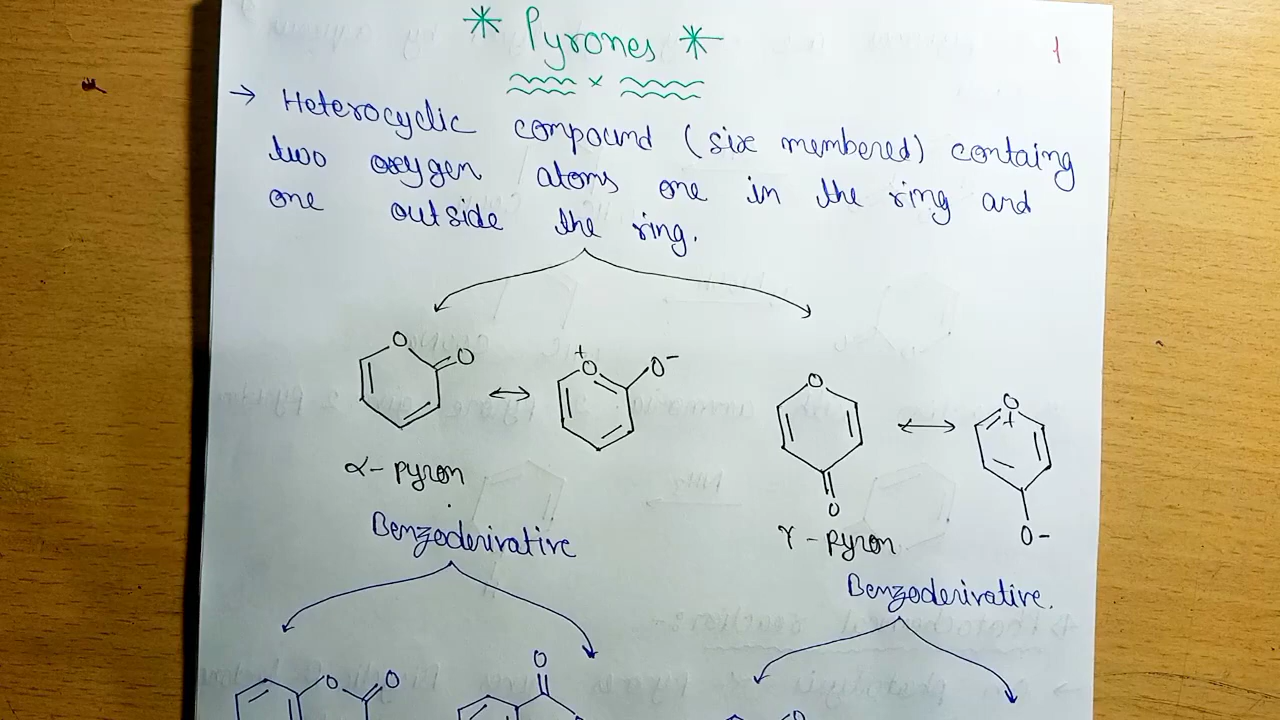 * Pyrones *
1
→ Heterocyclic compound (six membered) containg
two oxygen atoms one in the ring and
one outside the ring.
O
O
+
O
O-
O
O
O
+
O-
α- pyron
γ - pyron
Benzoderivative
Benzoderivative.
O
O
O
O